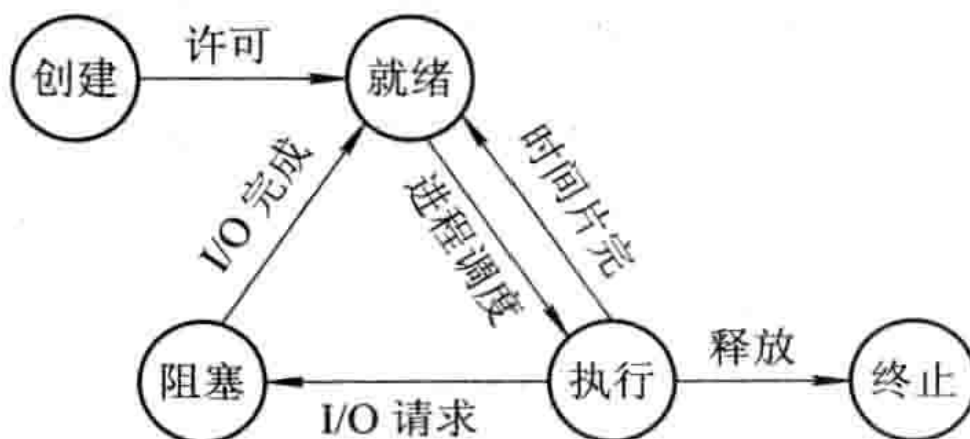 创建
许可
就绪
I/O 完成
进程调度
时间片完
阻塞
I/O 请求
执行
释放
终止